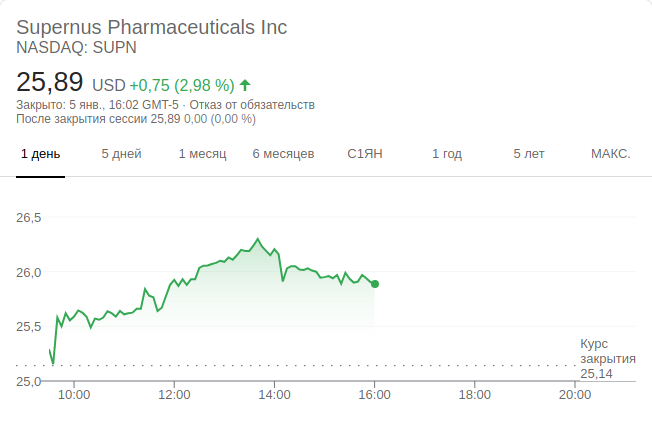 Supernus Pharmaceuticals Inc
NASDAQ: SUPN
25,89 USD +0,75 (2,98 %)
Закрыто: 5 янв., 16:02 GMT-5 · Отказ от обязательств
После закрытия сессии 25,89 0,00 (0,00 %)
1 день 5 дней 1 месяц 6 месяцев С1ЯН 1 год 5 лет МАКС.
26,5
26,0
25,5
Курс
закрытия
25,14
25,0
10:00 12:00 14:00 16:00 18:00 20:00